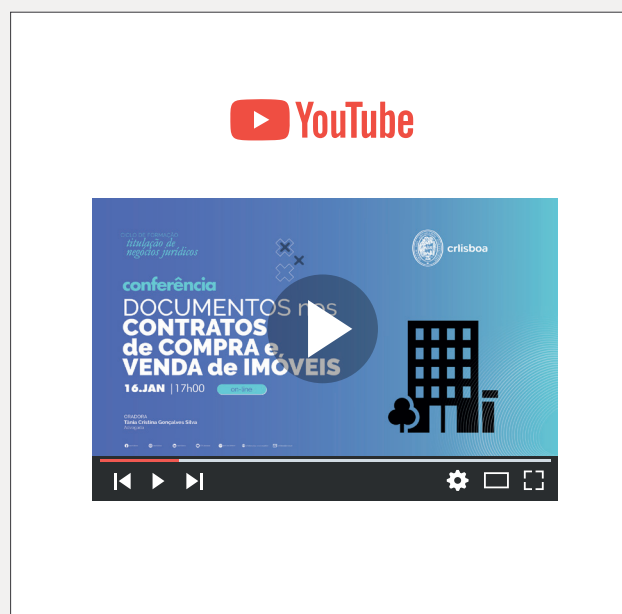 YouTube
CICLO DE FORMAÇÃO
titulação de
negócios jurídicos
crlisboa
conferência
DOCUMENTOS nos
CONTRATOS
de COMPRA e
VENDA de IMÓVEIS
16.JAN | 17h00 on-line
ORADORA
Tânia Cristina Gonçalves Silva